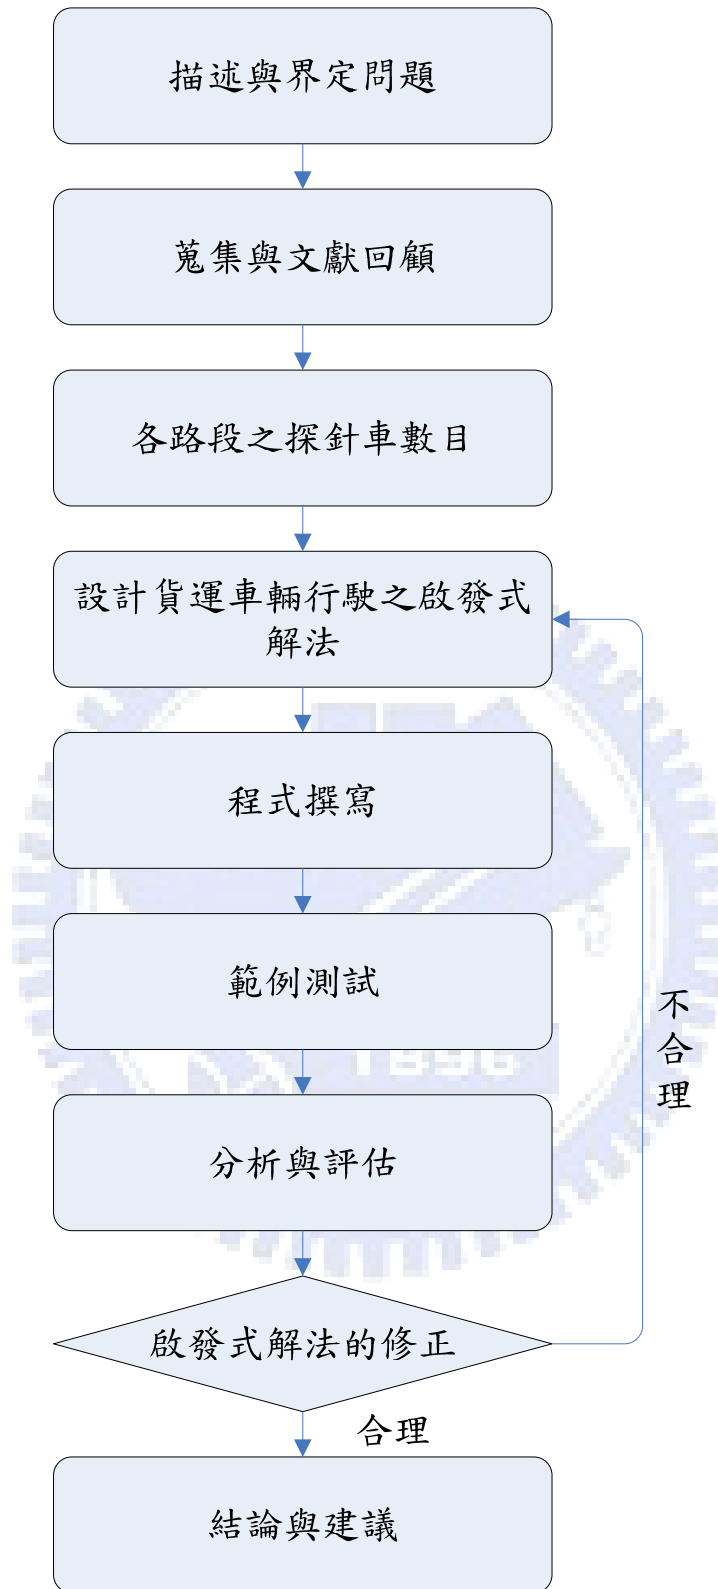 描述與界定問題
蒐集與文獻回顧
各路段之探針車數目
設計貨運車輛行駛之啟發式
解法
程式撰寫
範例測試
1896
分析與評估
不合理
啟發式解法的修正
合理
結論與建議